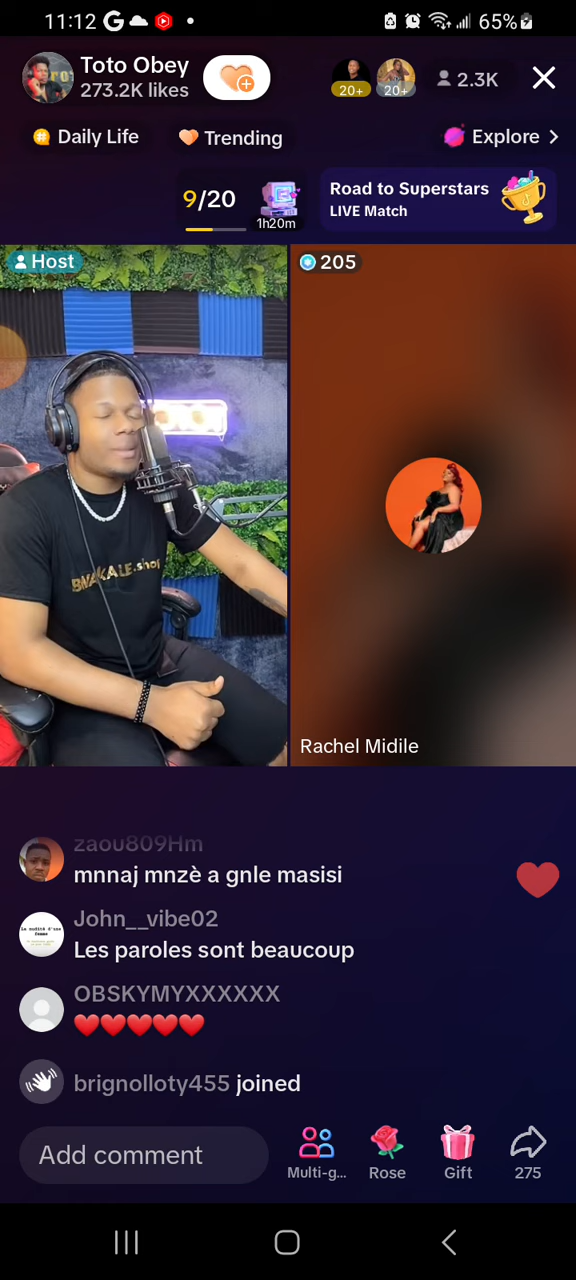 11:12
65%
Toto Obey
273.2K likes
20+
20+
2.3K
Daily Life
Trending
Explore
9/20
1h20m
Road to Superstars
LIVE Match
Host
205
Rachel Midile
zaou809Hm
mnnaj mnzè a gnle masisi
John__vibe02
Les paroles sont beaucoup
OBSKYMYXXXXXX
❤️❤️❤️❤️❤️
brignolloty455 joined
Add comment
Multi-g...
Rose
Gift
275